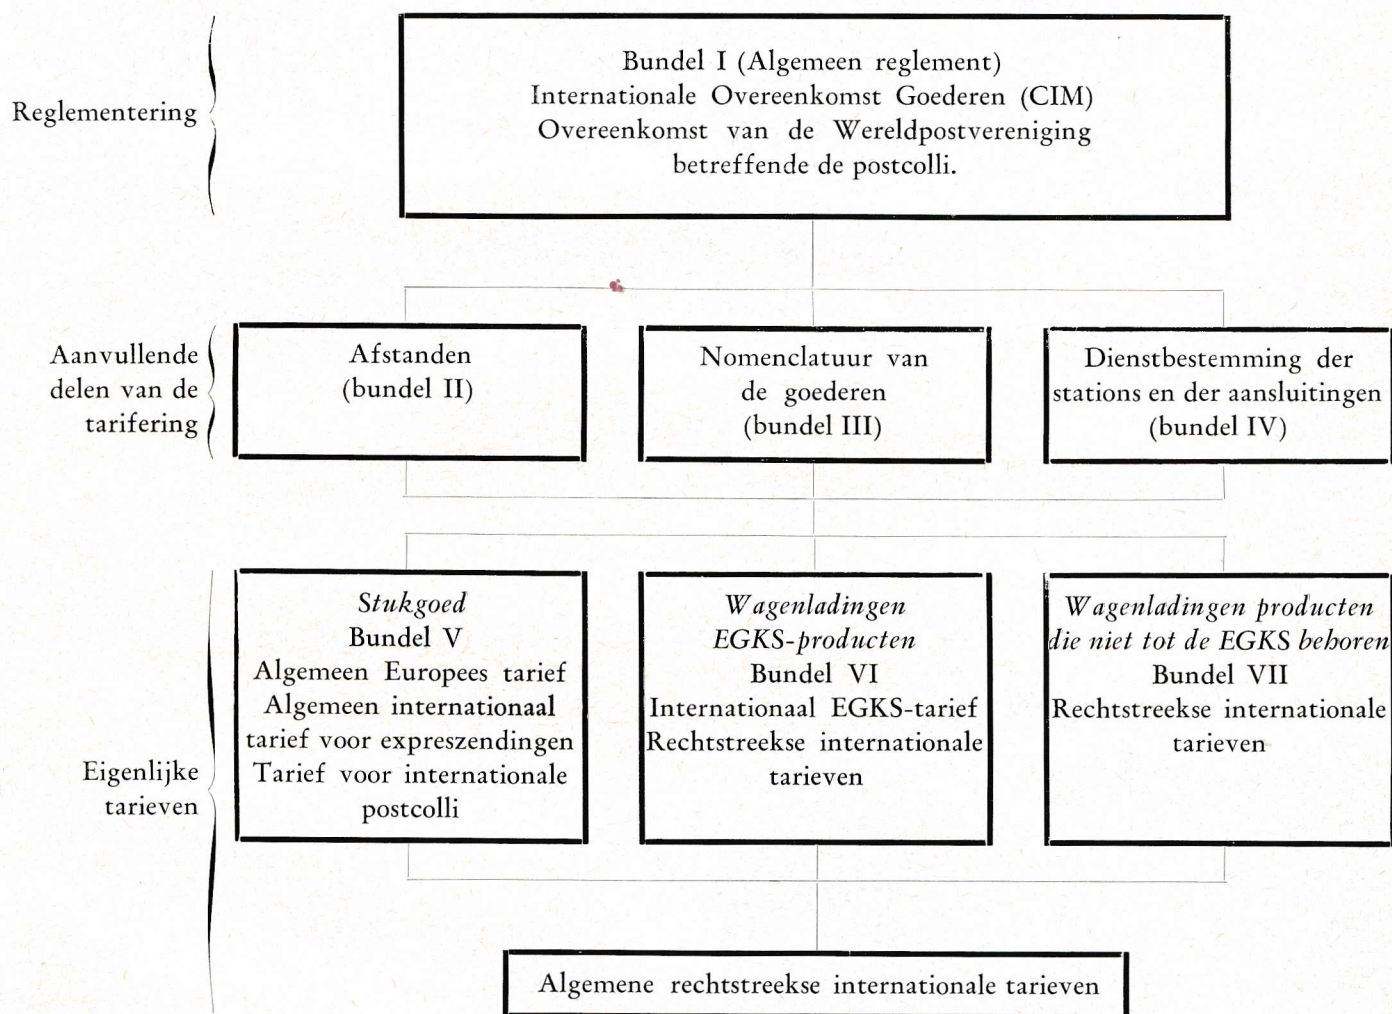 Reglementering
Bundel I (Algemeen reglement)
Internationale Overeenkomst Goederen (CIM)
Overeenkomst van de Wereldpostvereniging
betreffende de postcolli.
Aanvullende
delen van de
tarifering
Afstanden
(bundel II)
Nomenclatuur van
de goederen
(bundel III)
Dienstbestemming der
stations en der aansluitingen
(bundel IV)
Eigenlijke
tarieven
Stukgoed
Bundel V
Algemeen Europees tarief
Algemeen internationaal
tarief voor expreszendingen
Tarief voor internationale
postcolli
Wagenladingen
EGKS-producten
Bundel VI
Internationaal EGKS-tarief
Rechtstreekse internationale
tarieven
Wagenladingen producten
die niet tot de EGKS behoren
Bundel VII
Rechtstreekse internationale
tarieven
Algemene rechtstreekse internationale tarieven